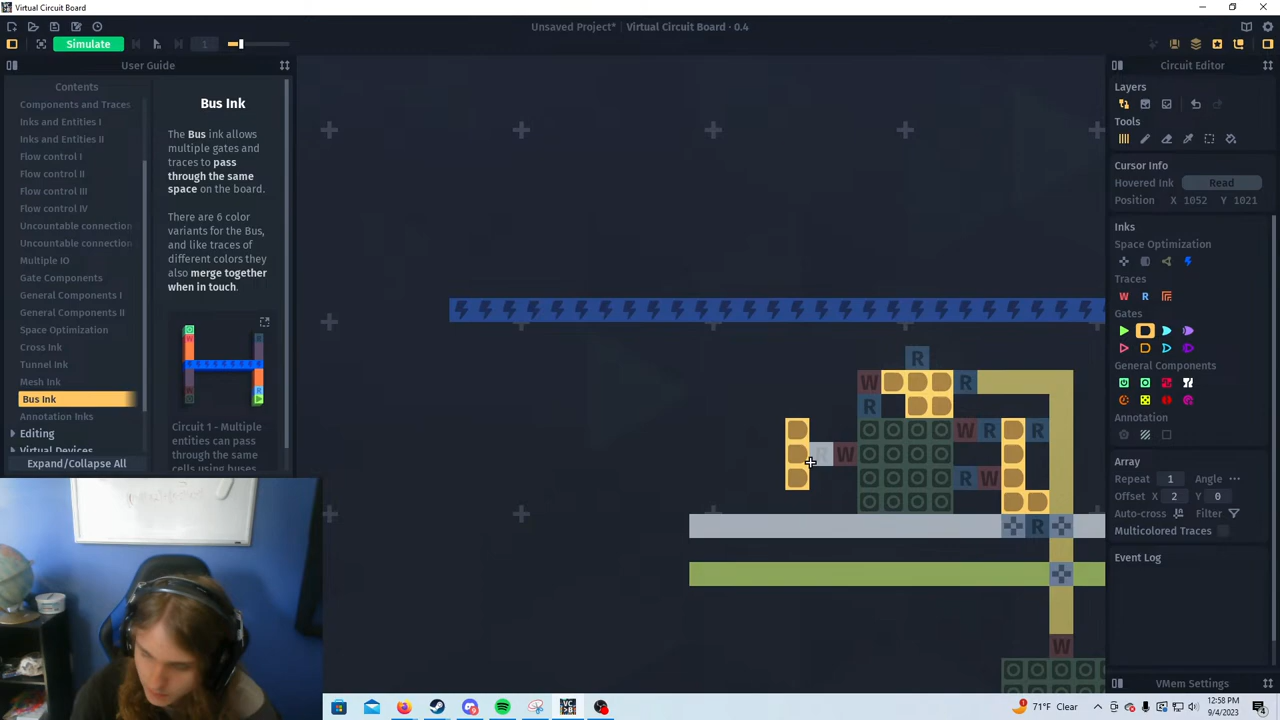 Virtual Circuit Board
Unsaved Project* | Virtual Circuit Board · 0.4
Simulate
1
User Guide
Contents
Components and Traces
Inks and Entities I
Inks and Entities II
Flow control I
Flow control II
Flow control III
Flow control IV
Uncountable connection
Uncountable connection
Multiple IO
Gate Components
General Components I
General Components II
Space Optimization
Cross Ink
Tunnel Ink
Mesh Ink
Bus Ink
Annotation Inks
Editing
Virtual Devices
Expand/Collapse All
Bus Ink
The Bus ink allows
multiple gates and
traces to pass
through the same
space on the board.
There are 6 color
variants for the Bus,
and like traces of
different colors they
also merge together
when in touch.
Circuit 1 - Multiple
entities can pass
through the same
cells using buses
R
W R
R
W R R
R W
R W
R
W
Circuit Editor
Layers
Tools
Cursor Info
Hovered Ink Read
Position X 1052 Y 1021
Inks
Space Optimization
Traces
W R
Gates
General Components
Annotation
Array
Repeat 1 Angle
Offset X 2 Y 0
Auto-cross Filter
Multicolored Traces
Event Log
VMem Settings
71°F Clear
12:58 PM
9/4/2023
4